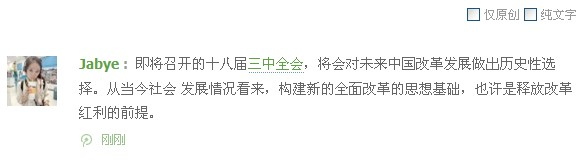 仅原创 纯文字
Jabye：即将召开的十八届三中全会，将会对未来中国改革发展做出历史性选
择。从当今社会 发展情况看来，构建新的全面改革的思想基础，也许是释放改革
红利的前提。
刚刚